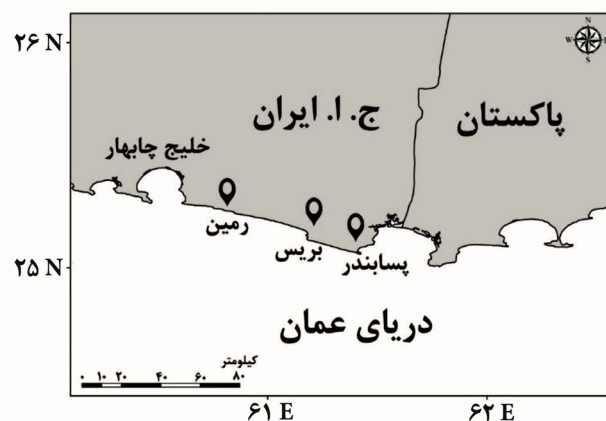 ۲۶ N
N
W
E
S
ج. ا. ایران
پاکستان
خلیج چابهار
رمین
بریس
پسابندر
۲۵ N
دریای عمان
کیلومتر
۰ ۱۰ ۲۰ ۴۰ ۶۰ ۸۰
۶۱ E
۶۲ E